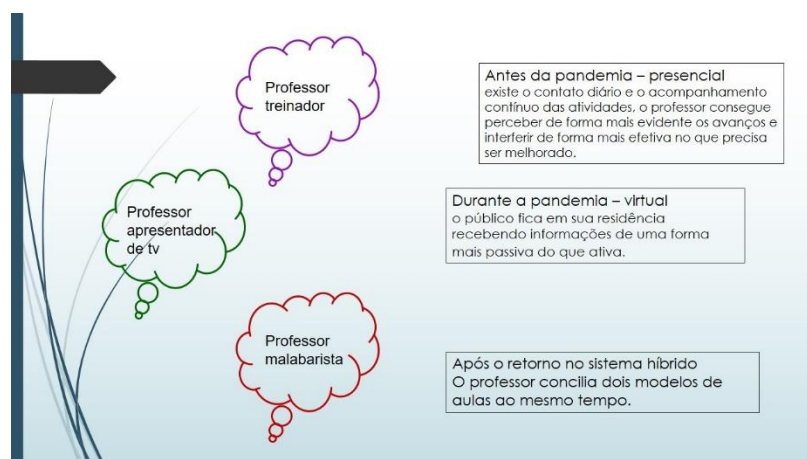 Professor
treinador
Antes da pandemia – presencial
existe o contato diário e o acompanhamento
contínuo das atividades, o professor consegue
perceber de forma mais evidente os avanços e
interferir de forma mais efetiva no que precisa
ser melhorado.
Professor
apresentador
de tv
Durante a pandemia – virtual
o público fica em sua residência
recebendo informações de uma forma
mais passiva do que ativa.
Professor
malabarista
Após o retorno no sistema híbrido
O professor concilia dois modelos de
aulas ao mesmo tempo.